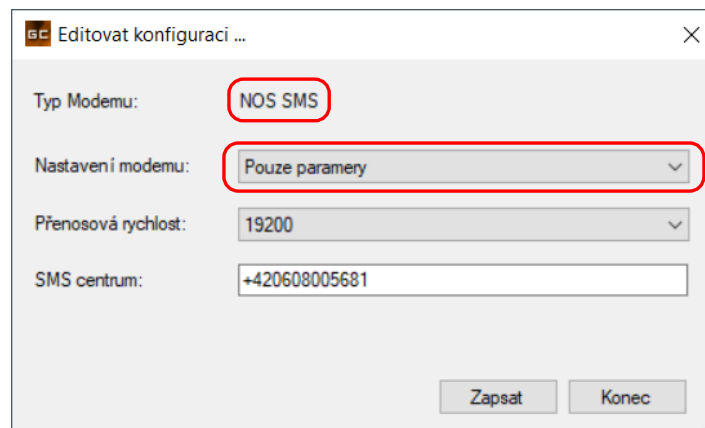 GC Editovat konfiguraci ...
Typ Modemu: NOS SMS
Nastavení modemu: Pouze paramery
Přenosová rychlost: 19200
SMS centrum: +420608005681
Zapsat Konec